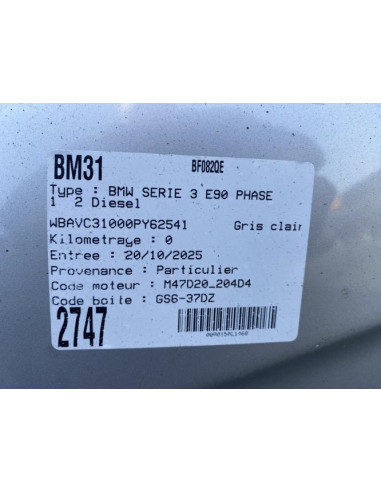 BM31 BF082QE
Type : BMW SERIE 3 E90 PHASE
1 2 Diesel
WBAVC31000PY62541 Gris clair
Kilometrage : 0
Entree : 20/10/2025
Provenance : Particulier
Code moteur : M47D20_204D4
Code boite : GS6-37DZ
2747